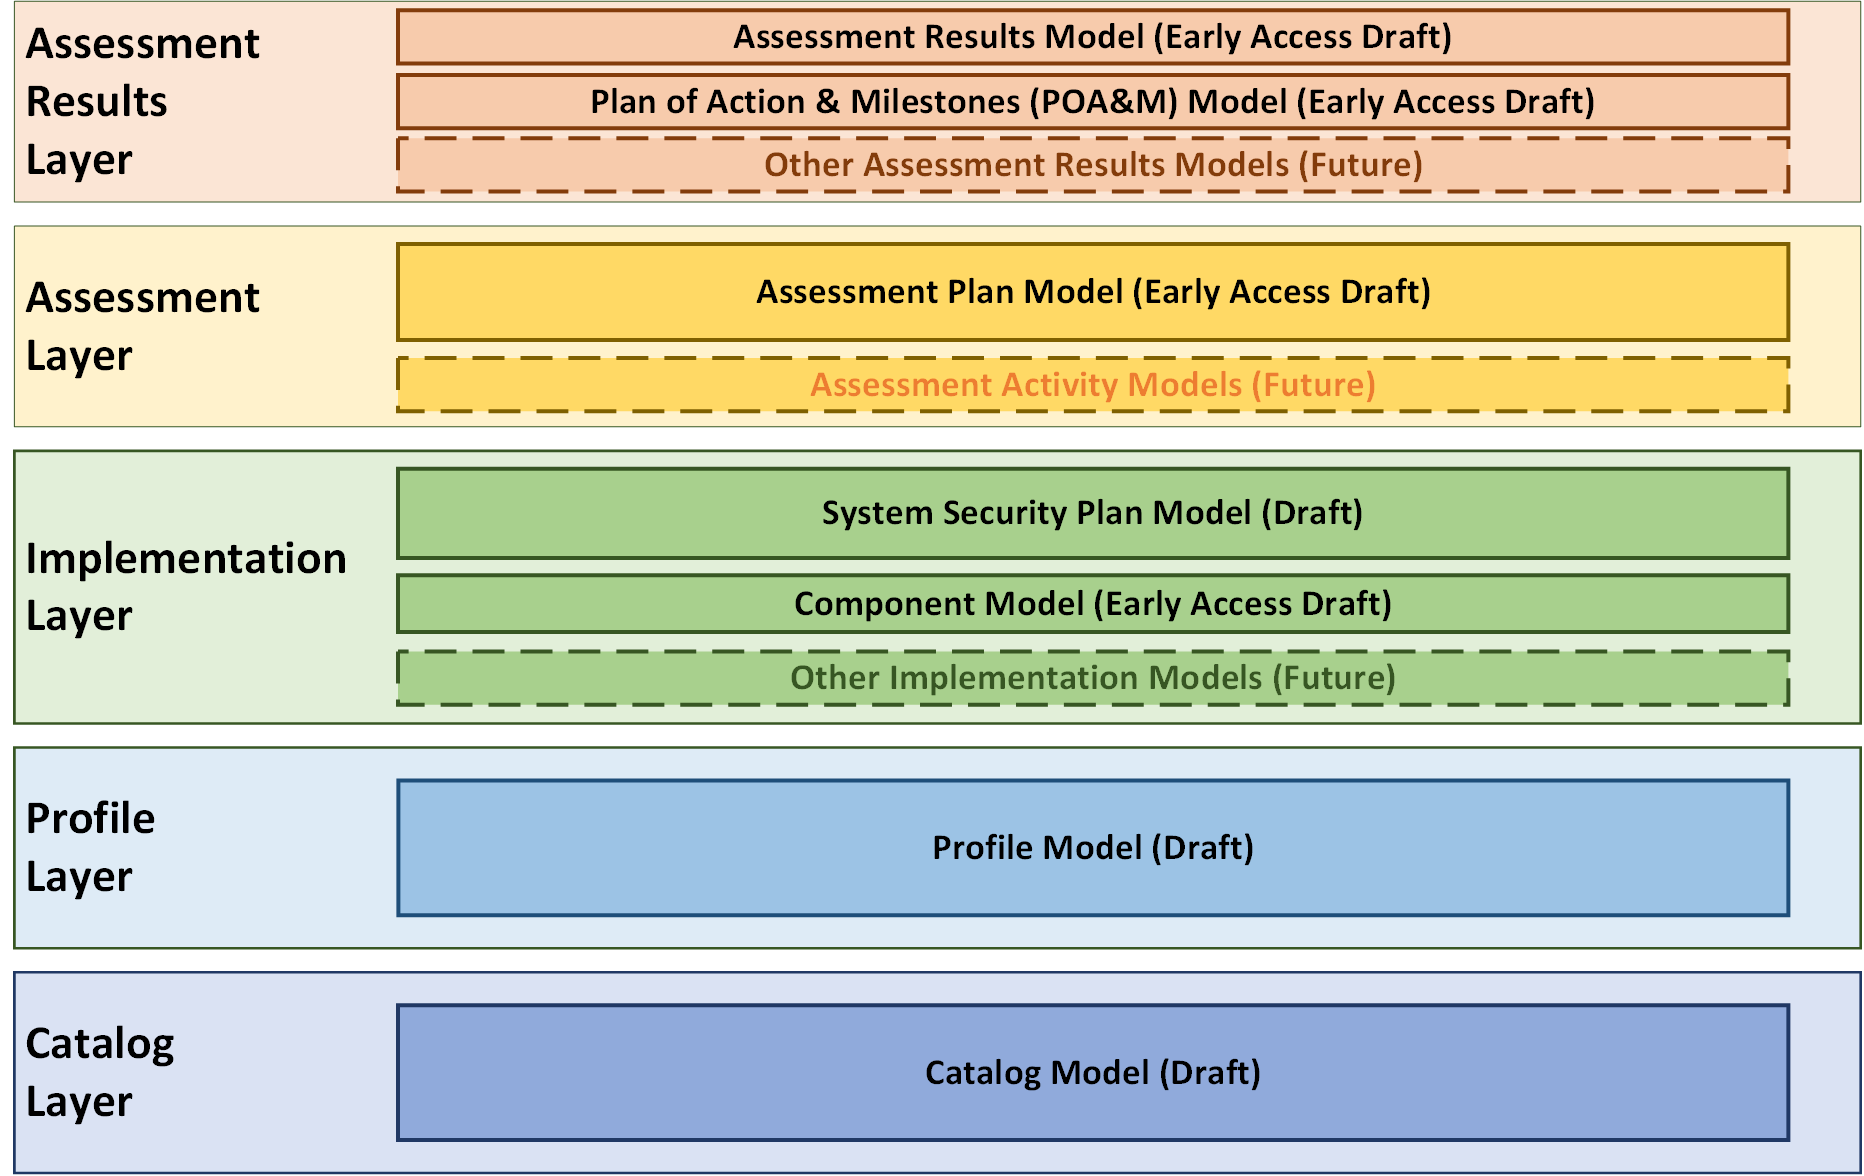 Assessment
Results
Layer
Assessment Results Model (Early Access Draft)
Plan of Action & Milestones (POA&M) Model (Early Access Draft)
Other Assessment Results Models (Future)
Assessment
Layer
Assessment Plan Model (Early Access Draft)
Assessment Activity Models (Future)
Implementation
Layer
System Security Plan Model (Draft)
Component Model (Early Access Draft)
Other Implementation Models (Future)
Profile
Layer
Profile Model (Draft)
Catalog
Layer
Catalog Model (Draft)